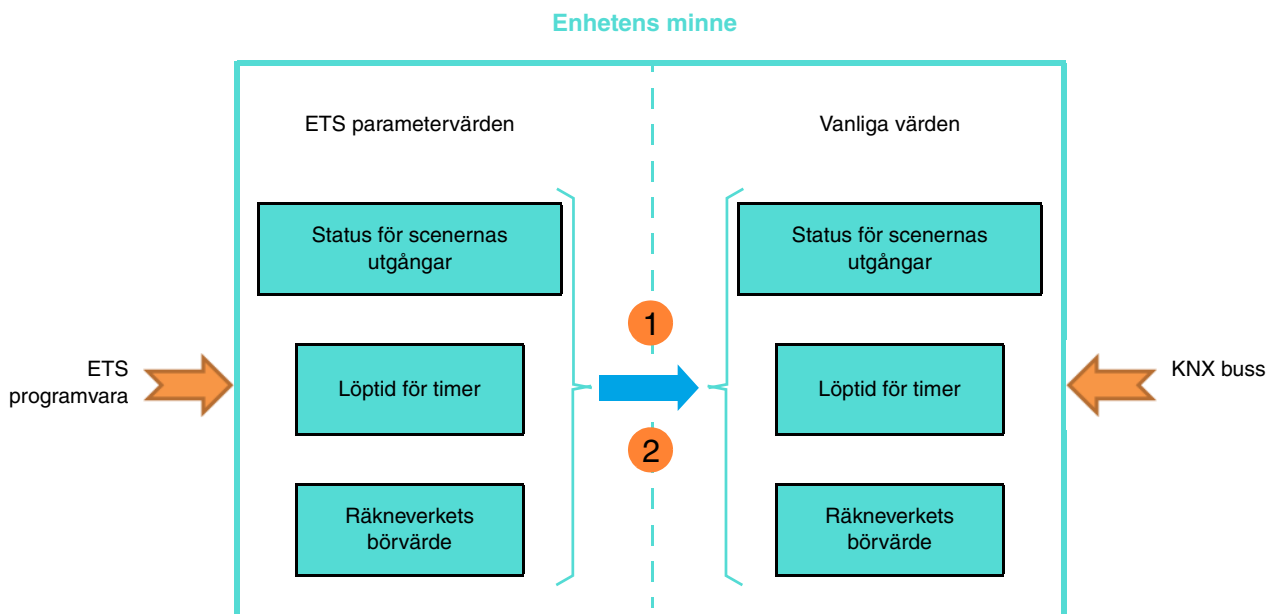 Enhetens minne
ETS parametervärden
Vanliga värden
Status för scenernas
utgångar
Status för scenernas
utgångar
1
ETS
programvara
Löptid för timer
Löptid för timer
KNX buss
2
Räkneverkets
börvärde
Räkneverkets
börvärde